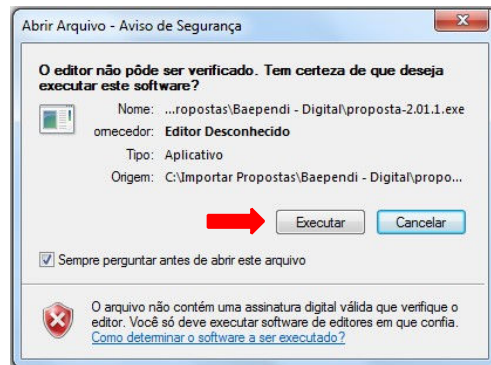 Abrir Arquivo - Aviso de Segurança
O editor não pôde ser verificado. Tem certeza de que deseja
executar este software?
Nome: ...ropostas\Baependi - Digital\proposta-2.01.1.exe
ornecedor: Editor Desconhecido
Tipo: Aplicativo
Origem: C:\Importar Propostas\Baependi - Digital\propo...
Executar Cancelar
Sempre perguntar antes de abrir este arquivo
O arquivo não contém uma assinatura digital válida que verifique o
editor. Você só deve executar software de editores em que confia.
Como determinar o software a ser executado?